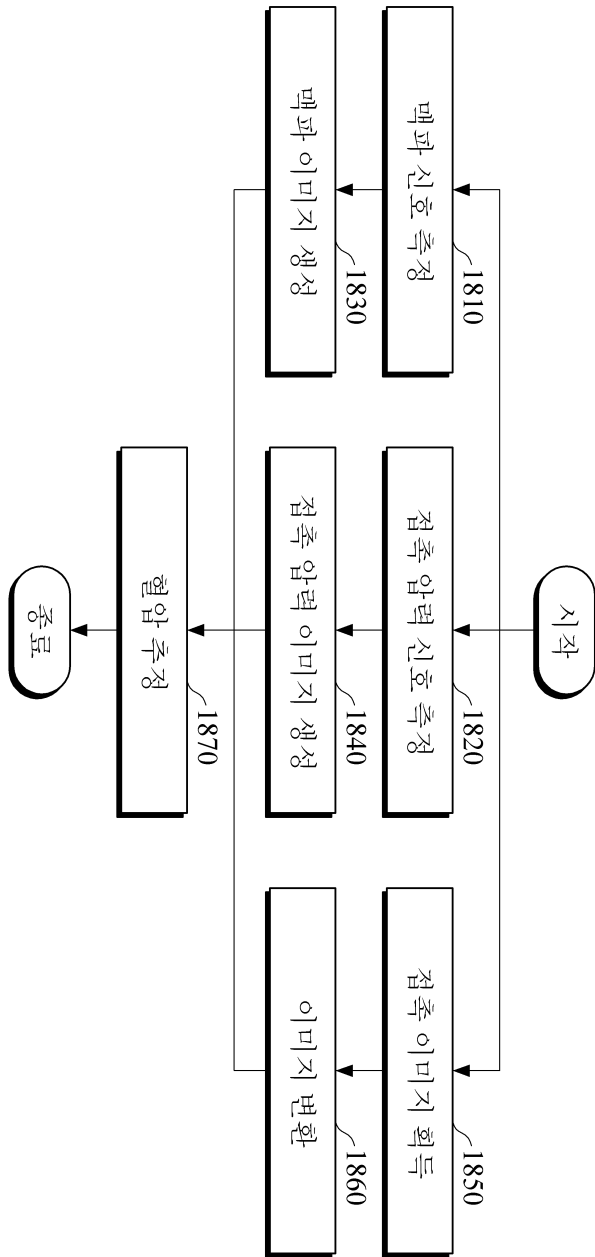 시작
1810
맥파 신호 측정
1820
접촉 압력 신호 측정
1850
접촉 이미지 획득
1830
맥파 이미지 생성
1840
접촉 압력 이미지 생성
1860
이미지 변환
1870
혈압 추정
종료